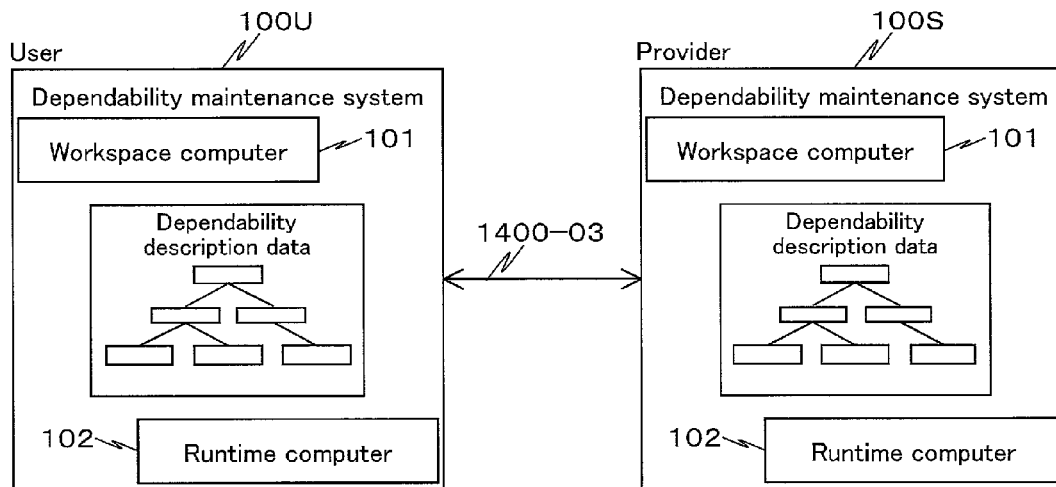 100U
100S
User
Provider
Dependability maintenance system
Dependability maintenance system
Workspace computer
101
Workspace computer
101
Dependability
description data
Dependability
description data
1400-03
102
Runtime computer
102
Runtime computer